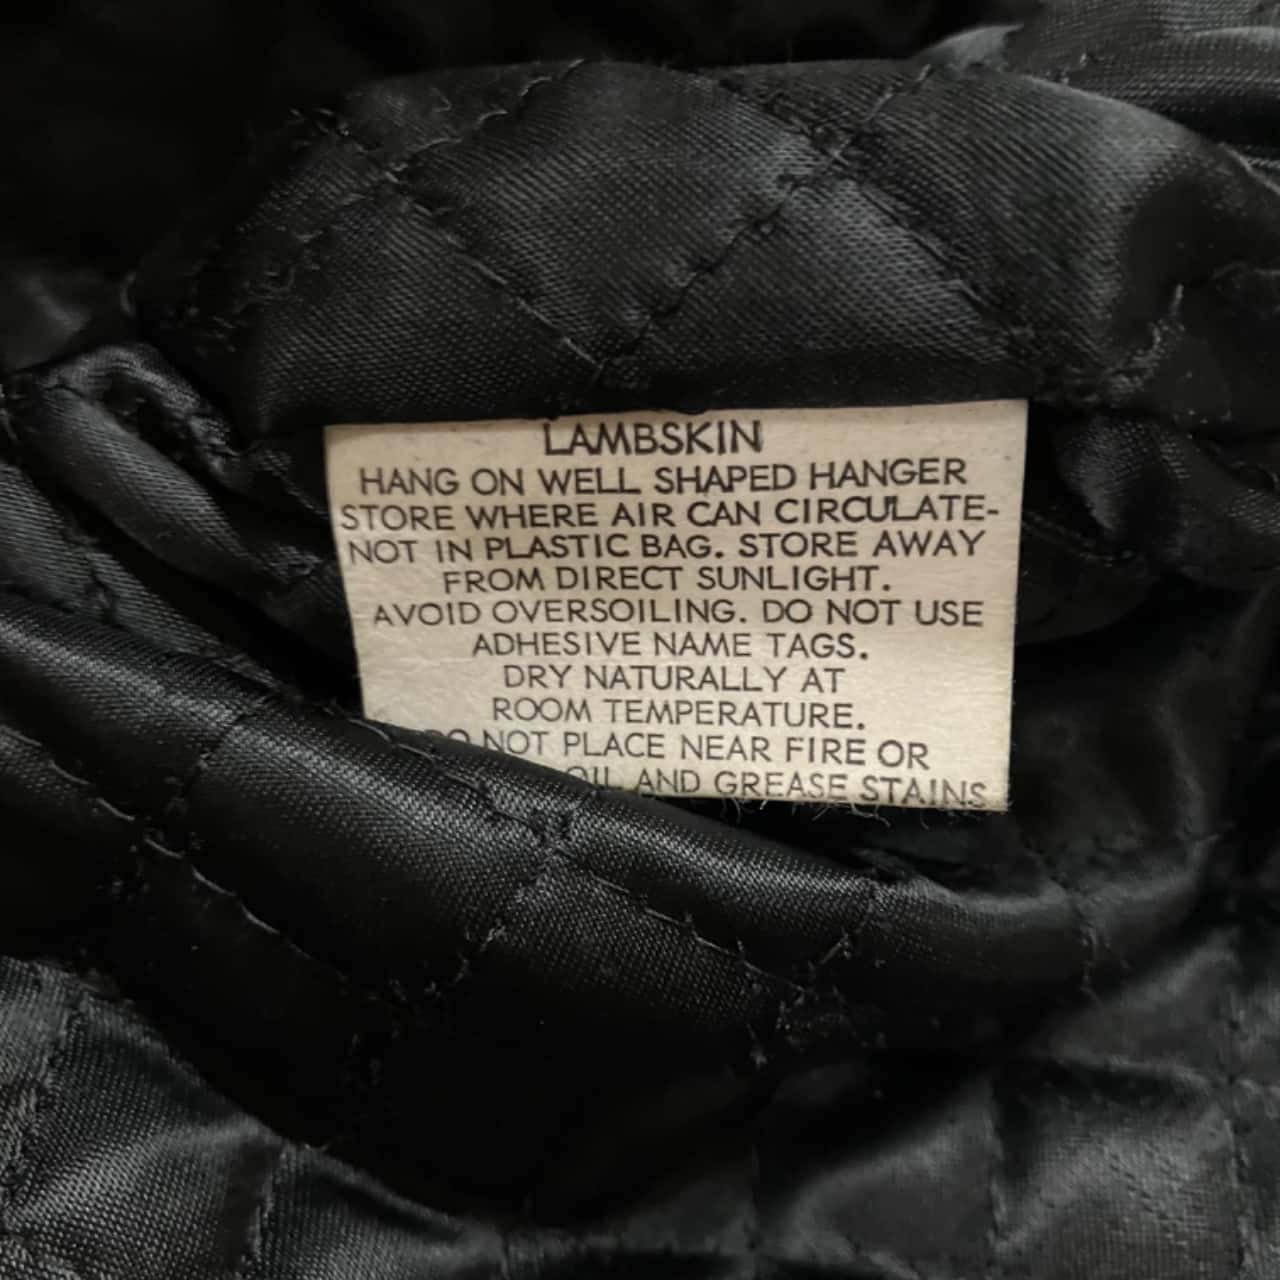 LAMBSKIN
HANG ON WELL SHAPED HANGER
STORE WHERE AIR CAN CIRCULATE-
NOT IN PLASTIC BAG. STORE AWAY
FROM DIRECT SUNLIGHT.
AVOID OVERSOILING. DO NOT USE
ADHESIVE NAME TAGS.
DRY NATURALLY AT
ROOM TEMPERATURE.
DO NOT PLACE NEAR FIRE OR
OIL AND GREASE STAINS